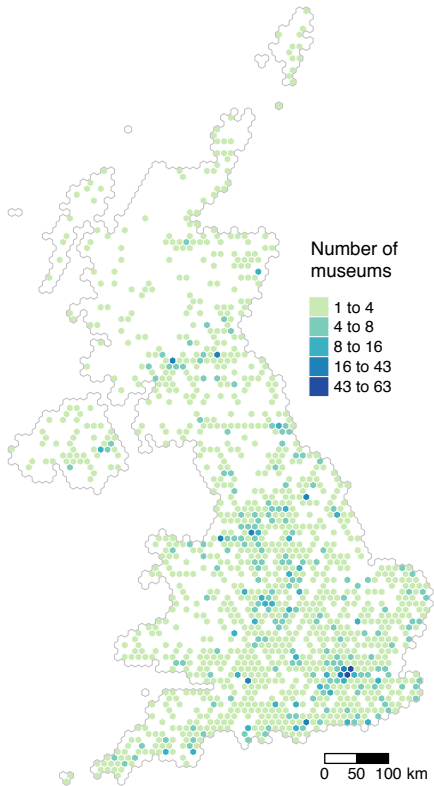 Number of
museums
1 to 4
4 to 8
8 to 16
16 to 43
43 to 63
0 50 100 km